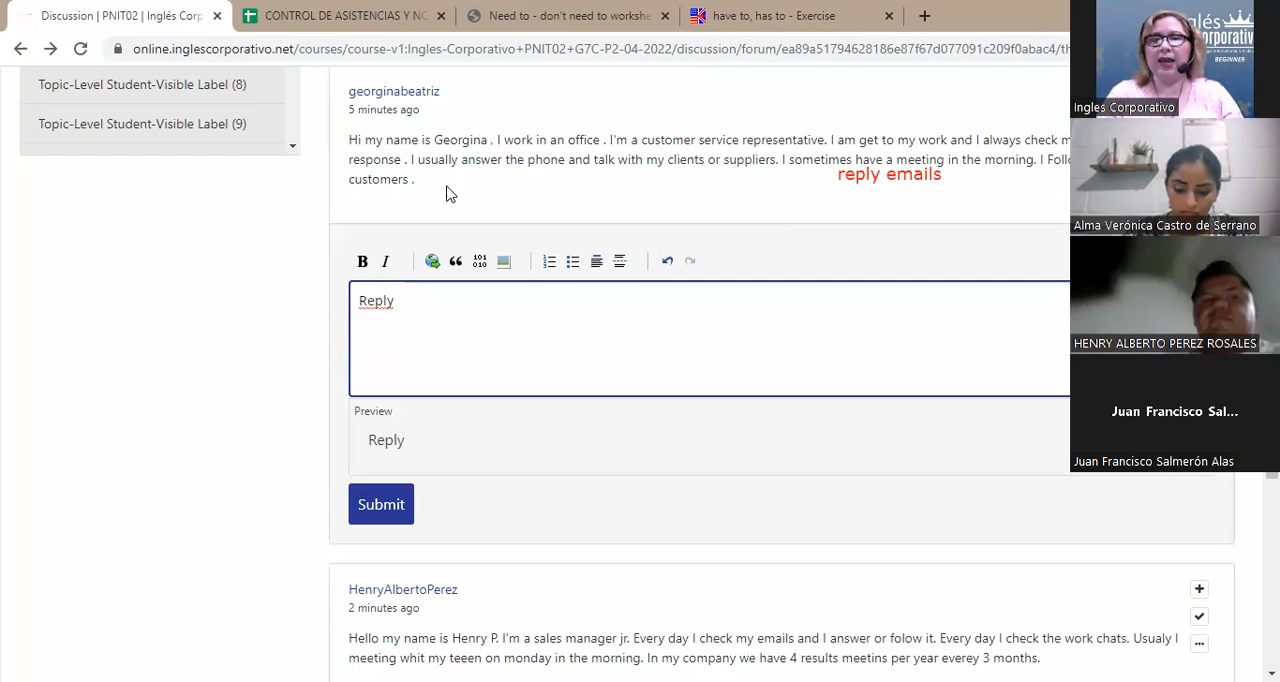 Discussion | PNIT02 | Inglés Cor
CONTROL DE ASISTENCIAS Y NO
Need to - don't need to workshe
have to, has to - Exercise
online.inglescorporativo.net/courses/course-v1:Ingles-Corporativo+PNIT02+G7C-P2-04-2022/discussion/forum/ea89a51794628186e87f67d077091c209f0abac4/th
Topic-Level Student-Visible Label (8)
Topic-Level Student-Visible Label (9)
georginabeatriz
5 minutes ago
Hi ny name is Georgina , I work in an office . I'm a customer service representative. I am get to my work and I always check m
response . I usually answer the phone and talk with my clients or suppliers. I sometimes have a meeting in the morning. I Follo
customers .
reply emails
B I
Reply
Preview
Reply
Submit
HenryAlbertoPerez
2 minutes ago
Hello my name is Henry P. I'm a sales manager jr. Every day I check my emails and I answer or folow it. Every day I check the work chats. Usualy I
meeting whit my teeen on monday in the morning. In my company we have 4 results meetins per year everey 3 months.
Inglés
BEGINNER
Ingles Corporativo
Alma Verónica Castro de Serrano
HENRY ALBERTO PEREZ ROSALES
Juan Francisco Sal...
Juan Francisco Salmerón Alas